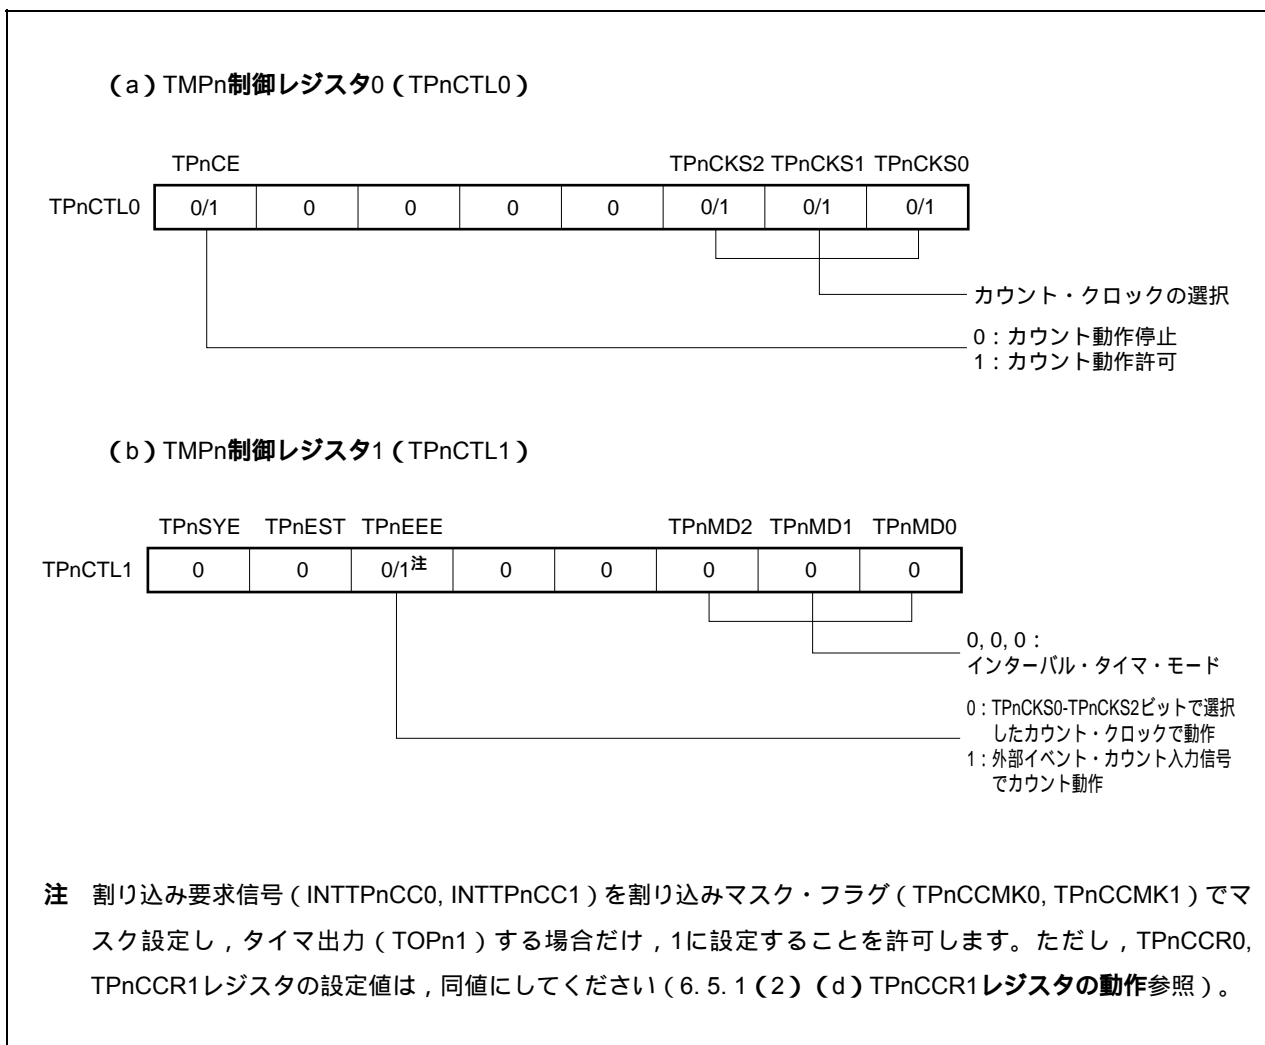 （a）TMPn制御レジスタ0（TPnCTL0）
TPnCE TPnCKS2 TPnCKS1 TPnCKS0
TPnCTL0 0/1 0 0 0 0 0/1 0/1 0/1
カウント・クロックの選択
0：カウント動作停止
1：カウント動作許可
（b）TMPn制御レジスタ1（TPnCTL1）
TPnSYE TPnEST TPnEEE TPnMD2 TPnMD1 TPnMD0
TPnCTL1 0 0 0/1注 0 0 0 0 0
0, 0, 0：
インターバル・タイマ・モード
0：TPnCKS0-TPnCKS2ビットで選択
したカウント・クロックで動作
1：外部イベント・カウント入力信号
でカウント動作
注 割り込み要求信号（INTTPnCC0, INTTPnCC1）を割り込みマスク・フラグ（TPnCCMK0, TPnCCMK1）でマ
スク設定し，タイマ出力（TOPn1）する場合だけ，1に設定することを許可します。ただし，TPnCCR0,
TPnCCR1レジスタの設定値は，同値にしてください（6. 5. 1（2）（d）TPnCCR1レジスタの動作参照）。